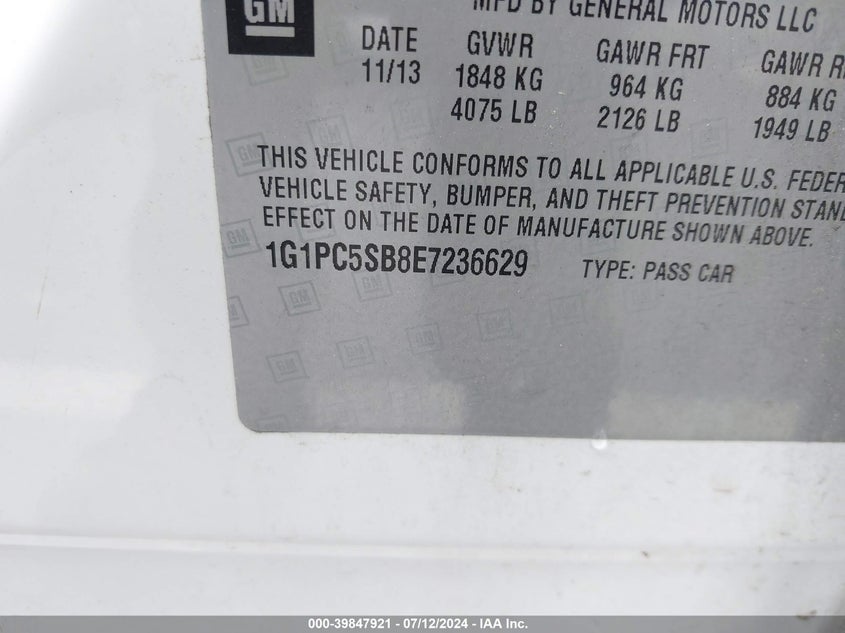 GM
MFD BY GENERAL MOTORS LLC
DATE GVWR GAWR FRT GAWR
11/13 1848 KG 964 KG 884 KG
4075 LB 2126 LB 1949 LB
THIS VEHICLE CONFORMS TO ALL APPLICABLE U.S. FEDER
VEHICLE SAFETY, BUMPER, AND THEFT PREVENTION STAN
EFFECT ON THE DATE OF MANUFACTURE SHOWN ABOVE.
1G1PC5SB8E7236629 TYPE: PASS CAR
000-39847921 - 07/12/2024 - IAA Inc.